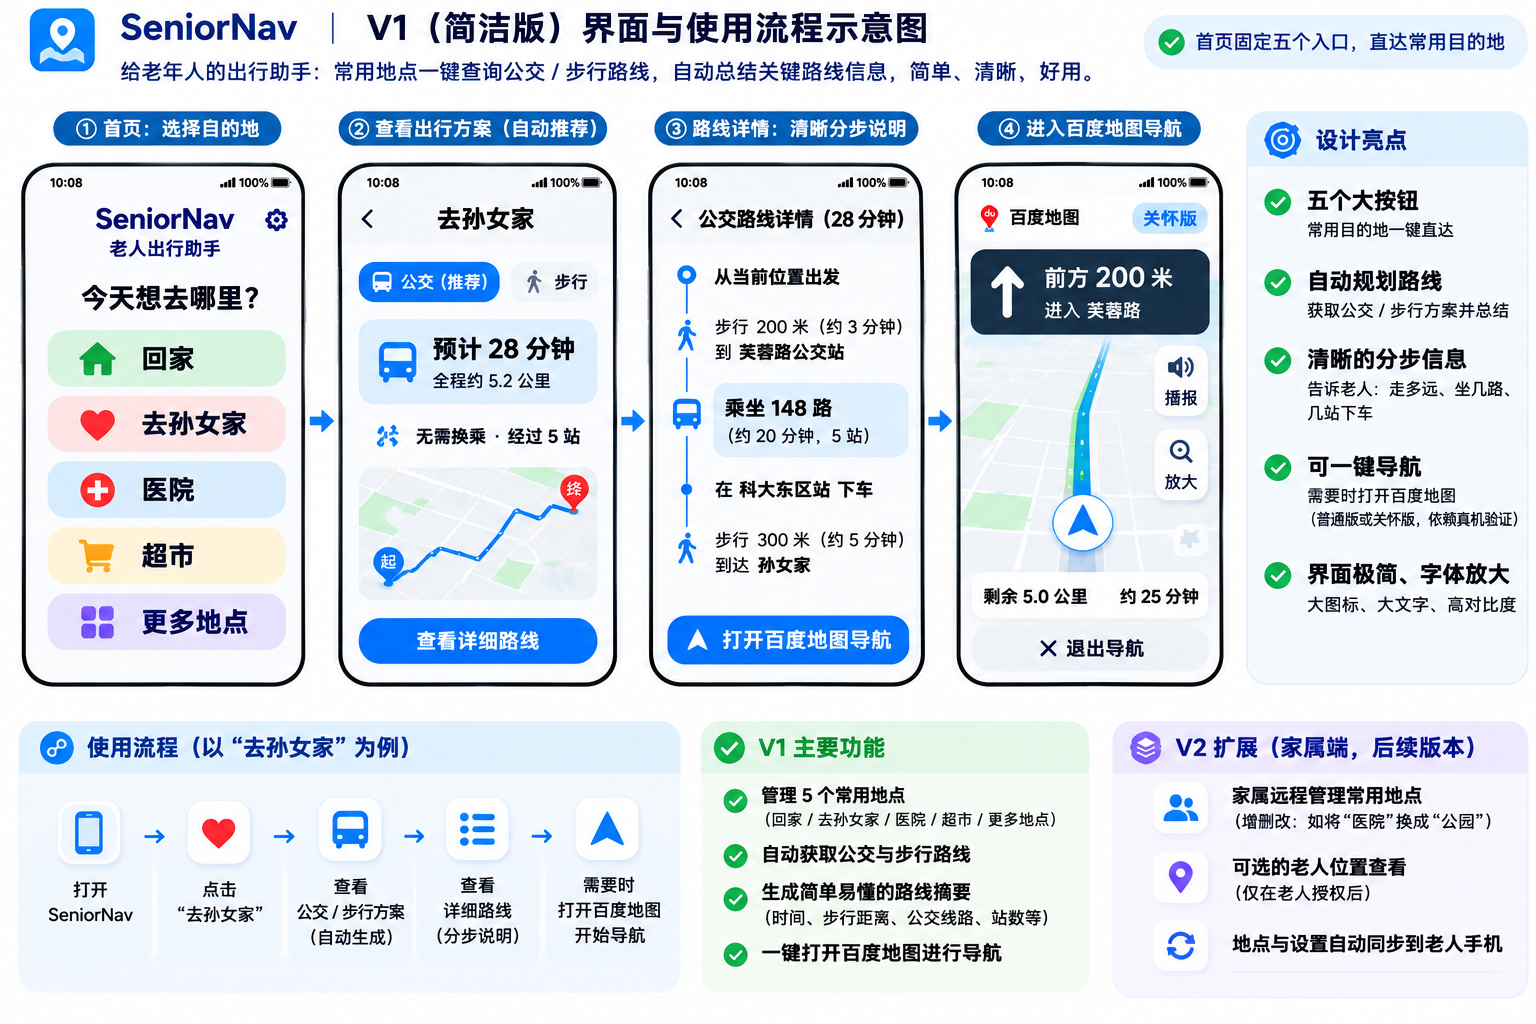 SeniorNav | V1（简洁版）界面与使用流程示意图
给老年人的出行助手：常用地点一键查询公交 / 步行路线，自动总结关键路线信息，简单、清晰，好用。
首页固定五个入口，直达常用目的地
① 首页：选择目的地
10:08
100%
SeniorNav
老人出行助手
今天想去哪里？
回家
去孙女家
医院
超市
更多地点
② 查看出行方案（自动推荐）
10:08
100%
去孙女家
公交 (推荐)
步行
预计 28 分钟
全程约 5.2 公里
无需换乘 · 经过 5 站
起
终
查看详细路线
③ 路线详情：清晰分步说明
10:08
100%
公交路线详情（28 分钟）
从当前位置出发
步行 200 米（约 3 分钟）
到 芙蓉路公交站
乘坐 148 路
（约 20 分钟，5 站）
在 科大东区站 下车
步行 300 米（约 5 分钟）
到达 孙女家
打开百度地图导航
④ 进入百度地图导航
10:08
100%
du
百度地图
关怀版
前方 200 米
进入 芙蓉路
播报
放大
剩余 5.0 公里
约 25 分钟
退出导航
设计亮点
五个大按钮
常用目的地一键直达
自动规划路线
获取公交 / 步行方案并总结
清晰的分步信息
告诉老人：走多远、坐几路、
几站下车
可一键导航
需要时打开百度地图
（普通版或关怀版，依赖真机验证）
界面极简、字体放大
大图标、大文字、高对比度
使用流程（以 “去孙女家” 为例）
打开
SeniorNav
点击
“去孙女家”
查看
公交 / 步行方案
（自动生成）
查看
详细路线
（分步说明）
需要时
打开百度地图
开始导航
V1 主要功能
管理 5 个常用地点
（回家 / 去孙女家 / 医院 / 超市 / 更多地点）
自动获取公交与步行路线
生成简单易懂的路线摘要
（时间、步行距离、公交线路、站数等）
一键打开百度地图进行导航
V2 扩展（家属端，后续版本）
家属远程管理常用地点
（增删改：如将 “医院” 换成 “公园”）
可选的老人位置查看
（仅在老人授权后）
地点与设置自动同步到老人手机